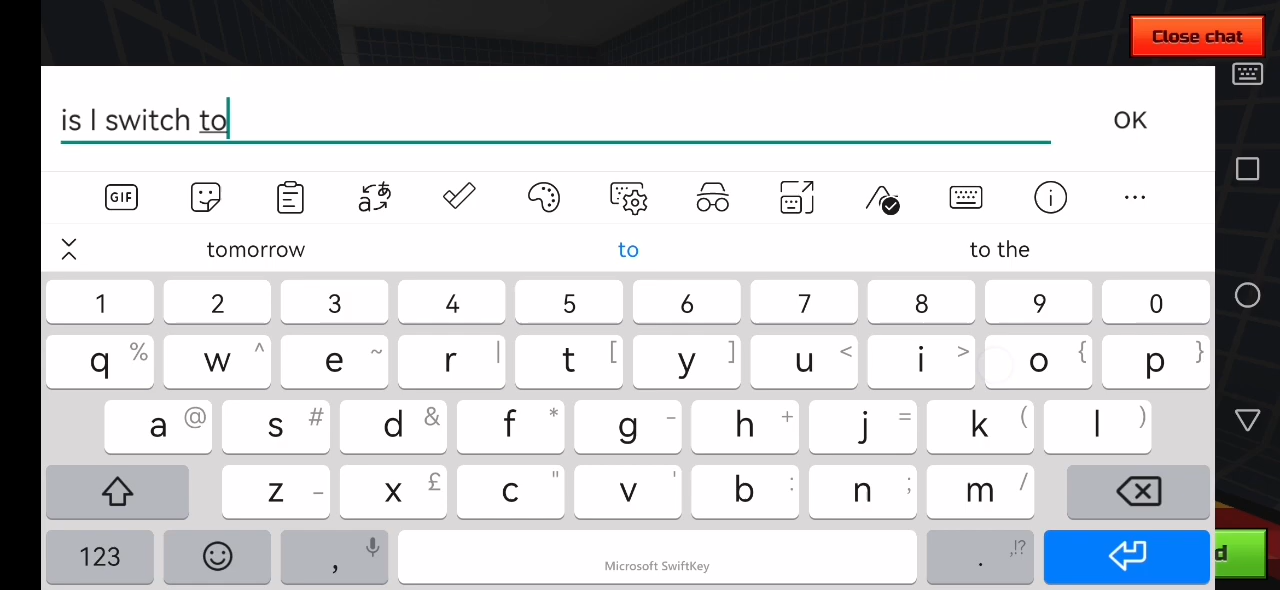 Close chat
is I switch to
OK
GIF
tomorrow to to the
1 2 3 4 5 6 7 8 9 0
q % w ^ e ~ r | t [ y ] u < i > o { p }
a @ s # d & f * g - h + j = k ( l )
z _ x £ c " v ' b : n ; m /
123 , Microsoft SwiftKey . ,!?
d